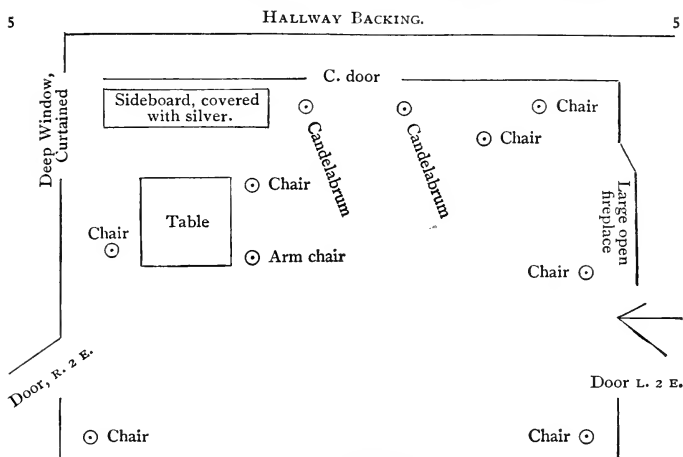 5
HALLWAY BACKING.
5
C. door
Deep Window,
Curtained
Sideboard, covered
with silver.
Candelabrum
Candelabrum
Chair
Chair
Large open
fireplace
Chair
Table
Chair
Arm chair
Chair
Door, R. 2 E.
Door L. 2 E.
Chair
Chair